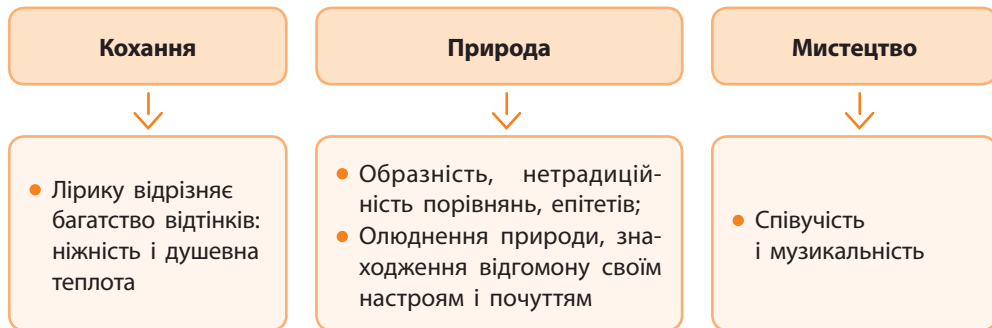 Кохання
Природа
Мистецтво
• Лірику відрізняє
багатство відтінків:
ніжність і душевна
теплота
• Образність, нетрадицій-
ність порівнянь, епітетів;
• Олюднення природи, зна-
ходження відгомону своїм
настроям і почуттям
• Співучість
і музикальність